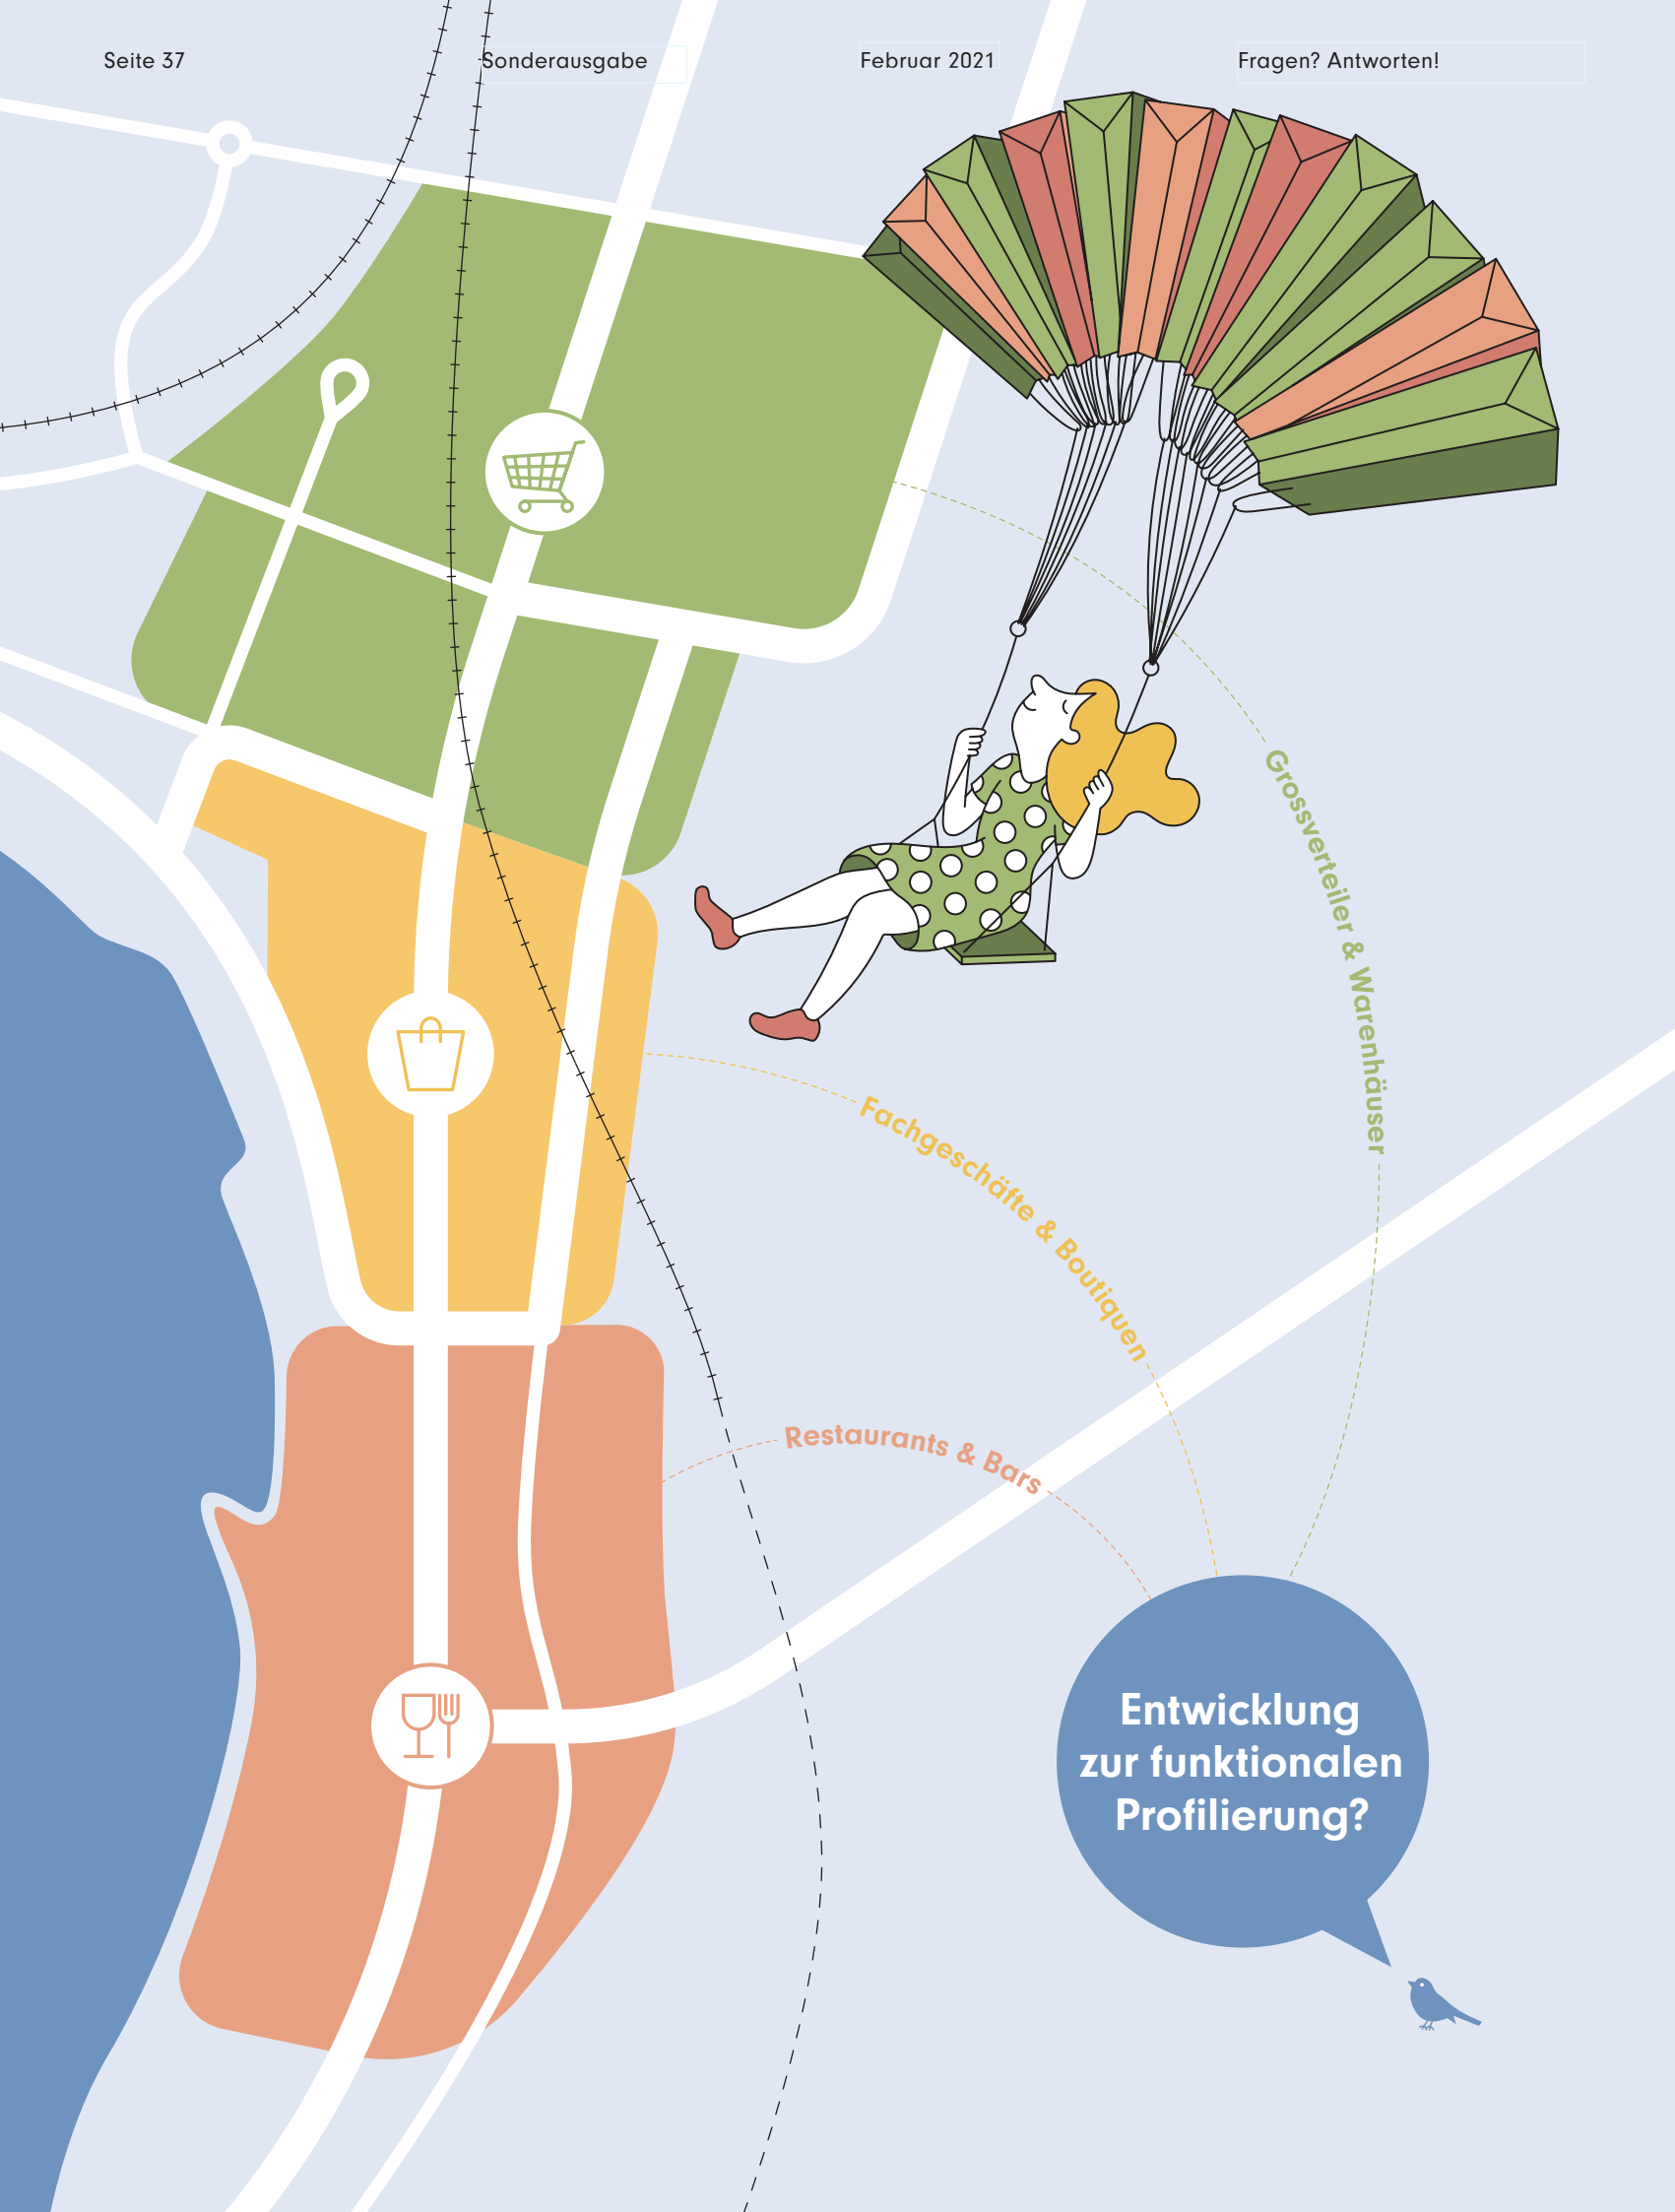 Seite 37
Sonderausgabe
Februar 2021
Fragen? Antworten!
Grossverteiler & Warenhäuser
Fachgeschäfte & Boutiquen
Restaurants & Bars
Entwicklung
zur funktionalen
Profilierung?